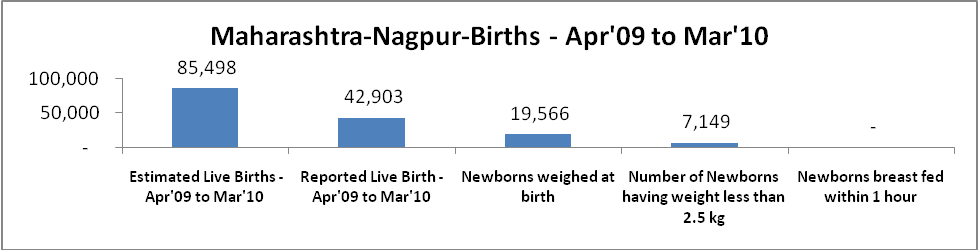 Maharashtra-Nagpur-Births - Apr'09 to Mar'10
100,000
50,000
-
85,498
42,903
19,566
7,149
-
Estimated Live Births -
Apr'09 to Mar'10
Reported Live Birth -
Apr'09 to Mar'10
Newborns weighed at
birth
Number of Newborns
having weight less than
2.5 kg
Newborns breast fed
within 1 hour